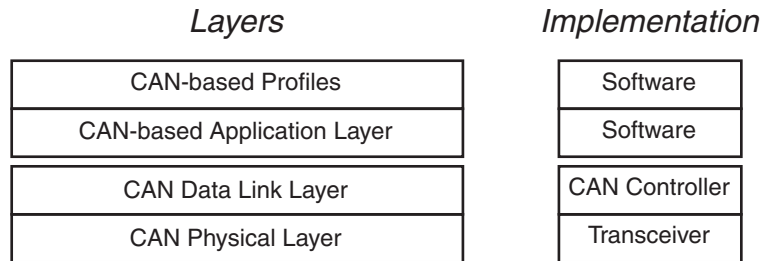 Layers Implementation
CAN-based Profiles Software
CAN-based Application Layer Software
CAN Data Link Layer CAN Controller
CAN Physical Layer Transceiver